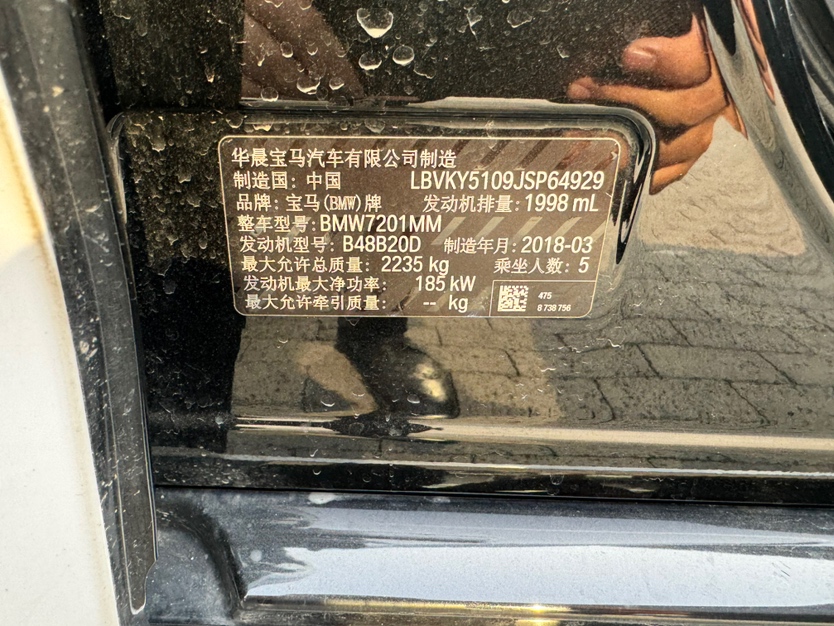 华晨宝马汽车有限公司制造
制造国: 中国 LBVKY5109JSP64929
品牌: 宝马(BMW)牌 发动机排量: 1998 mL
整车型号: BMW7201MM
发动机型号: B48B20D 制造年月: 2018-03
最大允许总质量: 2235 kg 乘坐人数: 5
发动机最大净功率: 185 kW
最大允许牵引质量: -- kg
475
8 738 756